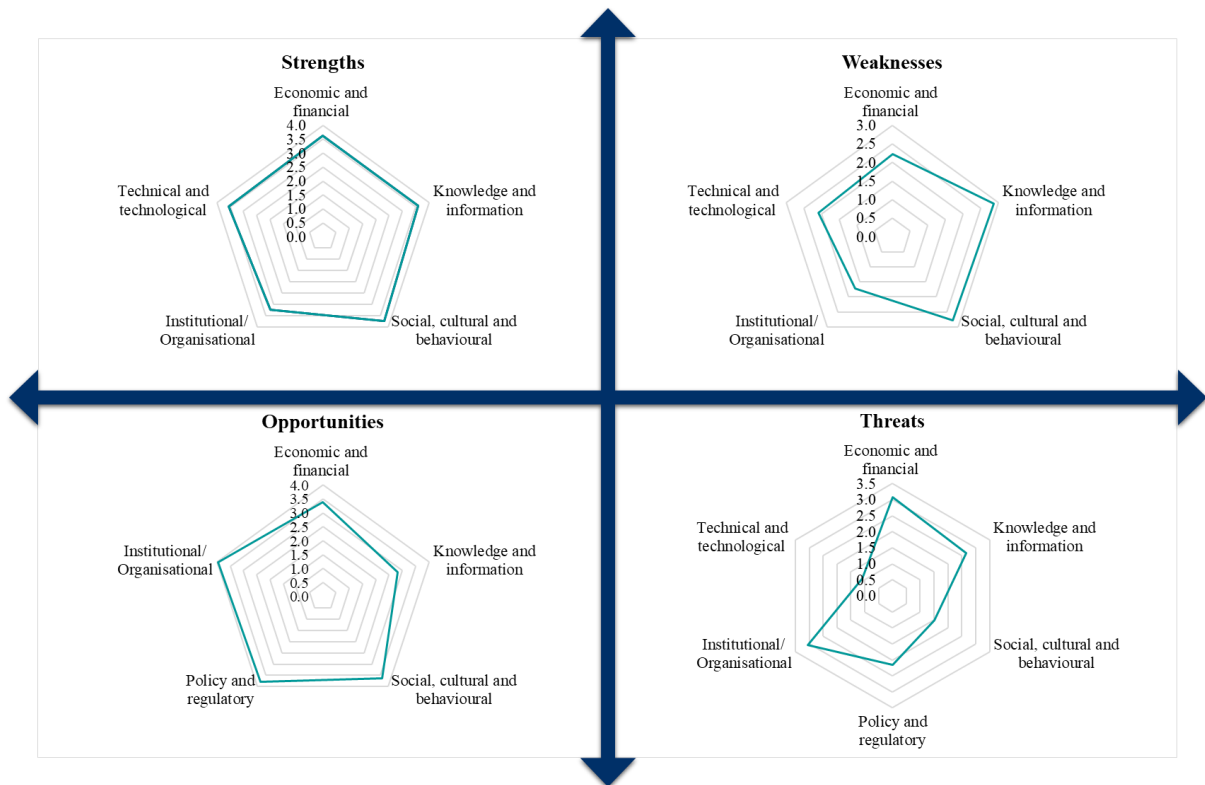 Strengths
Economic and
financial
4.0
3.5
3.0
2.5
2.0
1.5
1.0
0.5
0.0
Knowledge and
information
Social, cultural and
behavioural
Institutional/
Organisational
Technical and
technological
Weaknesses
Economic and
financial
3.0
2.5
2.0
1.5
1.0
0.5
0.0
Knowledge and
information
Social, cultural and
behavioural
Institutional/
Organisational
Technical and
technological
Opportunities
Economic and
financial
4.0
3.5
3.0
2.5
2.0
1.5
1.0
0.5
0.0
Knowledge and
information
Social, cultural and
behavioural
Policy and
regulatory
Institutional/
Organisational
Threats
Economic and
financial
3.5
3.0
2.5
2.0
1.5
1.0
0.5
0.0
Knowledge and
information
Social, cultural and
behavioural
Policy and
regulatory
Institutional/
Organisational
Technical and
technological